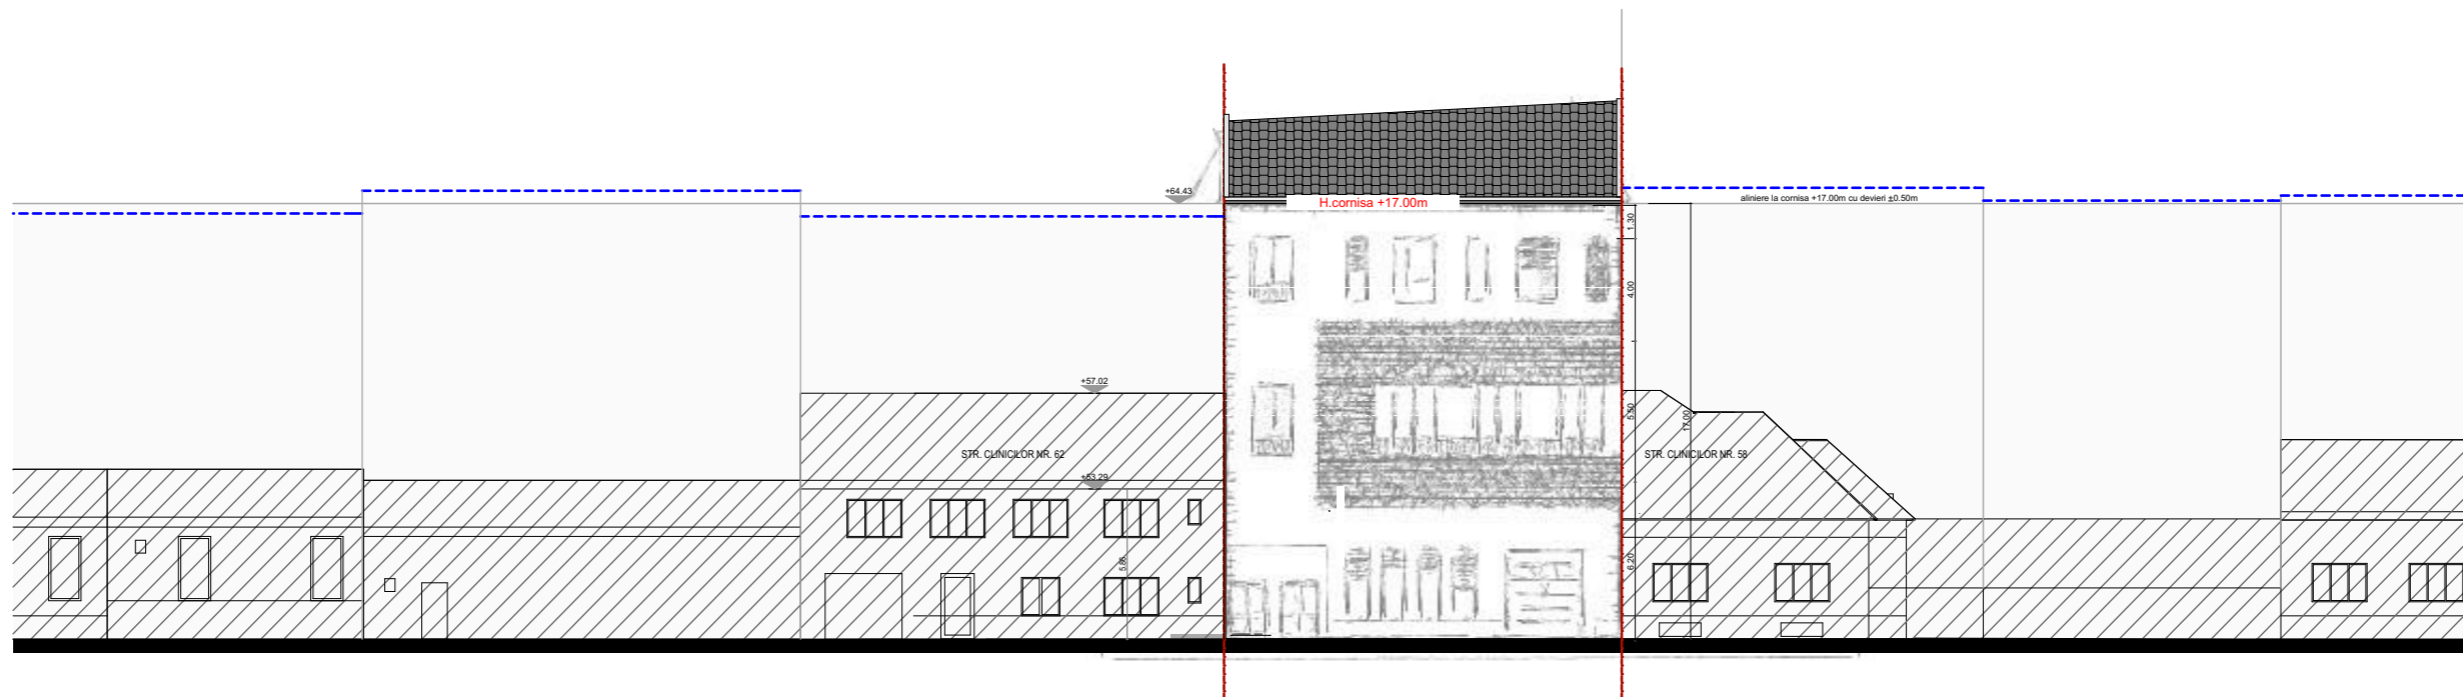 +64.43
H.cornisa +17.00m
aliniere la cornisa +17.00m cu devieri ±0.50m
1.30
4.00
+57.02
5.50
17.00
STR. CLINICILOR NR. 62
STR. CLINICILOR NR. 58
+53.29
5.86
6.20